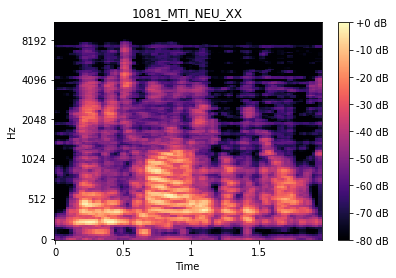 1081_MTI_NEU_XX
+0 dB
8192
-10 dB
4096
-20 dB
-30 dB
2048
Hz
-40 dB
1024
-50 dB
512
-60 dB
-70 dB
0
-80 dB
0
0.5
1
1.5
Time